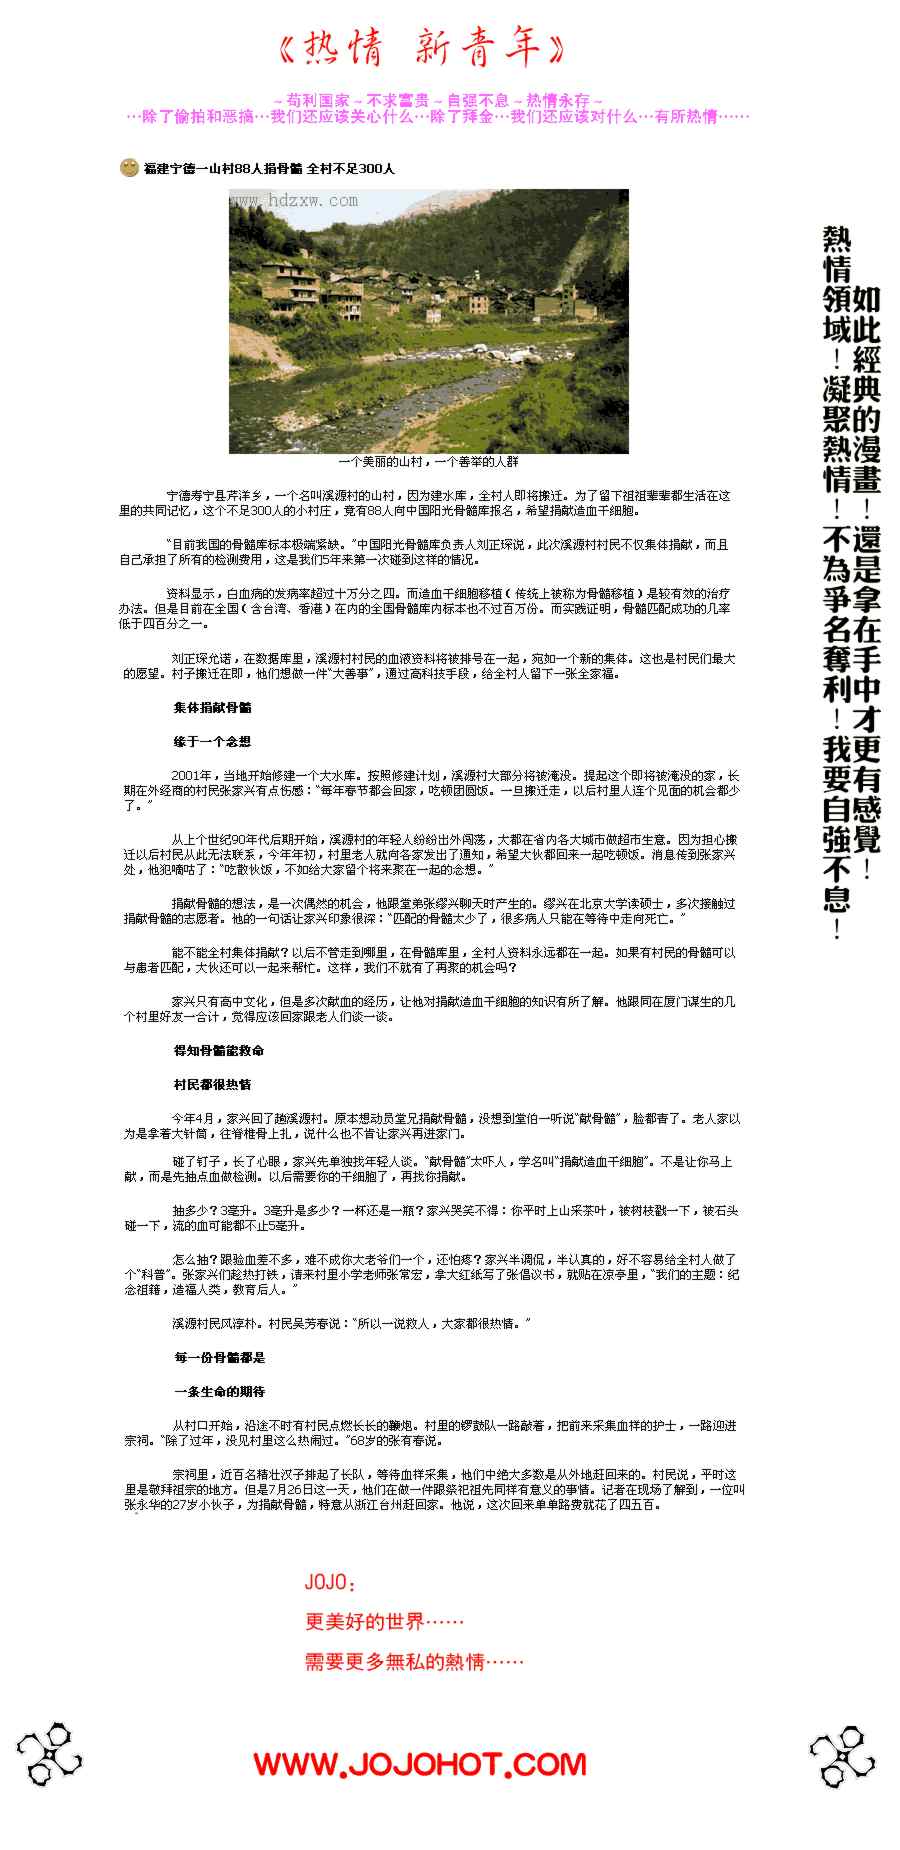 《热情 新青年》
~苟利国家~不求富贵~自强不息~热情永存~
…除了偷拍和恶搞…我们还应该关心什么…除了拜金…我们还应该对什么…有所热情……
福建宁德一山村88人捐骨髓 全村不足300人
www.hdzxw.com
一个美丽的山村，一个善举的人群
宁德寿宁县芹洋乡，一个名叫溪源村的山村，因为建水库，全村人即将搬迁。为了留下祖祖辈辈都生活在这
里的共同记忆，这个不足300人的小村庄，竟有88人向中国阳光骨髓库报名，希望捐献造血干细胞。
“目前我国的骨髓库标本极端紧缺。”中国阳光骨髓库负责人刘正琛说，此次溪源村村民不仅集体捐献，而且
自己承担了所有的检测费用，这是我们5年来第一次碰到这样的情况。
资料显示，白血病的发病率超过十万分之四。而造血干细胞移植（传统上被称为骨髓移植）是较有效的治疗
办法。但是目前在全国（含台湾、香港）在内的全国骨髓库内标本也不过百万份。而实践证明，骨髓匹配成功的几率
低于四百分之一。
刘正琛允诺，在数据库里，溪源村村民的血液资料将被排号在一起，宛如一个新的集体。这也是村民们最大
的愿望。村子搬迁在即，他们想做一件“大善事”，通过高科技手段，给全村人留下一张全家福。
集体捐献骨髓
缘于一个念想
2001年，当地开始修建一个大水库。按照修建计划，溪源村大部分将被淹没。提起这个即将被淹没的家，长
期在外经商的村民张家兴有点伤感：“每年春节都会回家，吃顿团圆饭。一旦搬迁走，以后村里人连个见面的机会都少
了。”
从上个世纪90年代后期开始，溪源村的年轻人纷纷出外闯荡，大都在省内各大城市做超市生意。因为担心搬
迁以后村民从此无法联系，今年年初，村里老人就向各家发出了通知，希望大伙都回来一起吃顿饭。消息传到张家兴
处，他犯嘀咕了：“吃散伙饭，不如给大家留个将来聚在一起的念想。”
捐献骨髓的想法，是一次偶然的机会，他跟堂弟张缪兴聊天时产生的。缪兴在北京大学读硕士，多次接触过
捐献骨髓的志愿者。他的一句话让家兴印象很深：“匹配的骨髓太少了，很多病人只能在等待中走向死亡。”
能不能全村集体捐献？以后不管走到哪里，在骨髓库里，全村人资料永远都在一起。如果有村民的骨髓可以
与患者匹配，大伙还可以一起来帮忙。这样，我们不就有了再聚的机会吗？
家兴只有高中文化，但是多次献血的经历，让他对捐献造血干细胞的知识有所了解。他跟同在厦门谋生的几
个村里好友一合计，觉得应该回家跟老人们谈一谈。
得知骨髓能救命
村民都很热情
今年4月，家兴回了趟溪源村。原本想动员堂兄捐献骨髓，没想到堂伯一听说“献骨髓”，脸都青了。老人家以
为是拿着大针筒，往脊椎骨上扎，说什么也不肯让家兴再进家门。
碰了钉子，长了心眼，家兴先单独找年轻人谈。“献骨髓”太吓人，学名叫“捐献造血干细胞”。不是让你马上
献，而是先抽点血做检测。以后需要你的干细胞了，再找你捐献。
抽多少？3毫升。3毫升是多少？一杯还是一瓶？家兴哭笑不得：你平时上山采茶叶，被树枝戳一下，被石头
碰一下，流的血可能都不止5毫升。
怎么抽？跟验血差不多，难不成你大老爷们一个，还怕疼？家兴半调侃，半认真的，好不容易给全村人做了
个“科普”。张家兴们趁热打铁，请来村里小学老师张常宏，拿大红纸写了张倡议书，就贴在凉亭里，“我们的主题：纪
念祖籍，造福人类，教育后人。”
溪源村民风淳朴。村民吴芳春说：“所以一说救人，大家都很热情。”
每一份骨髓都是
一条生命的期待
从村口开始，沿途不时有村民点燃长长的鞭炮。村里的锣鼓队一路敲着，把前来采集血样的护士，一路迎进
宗祠。“除了过年，没见村里这么热闹过。”68岁的张有春说。
宗祠里，近百名精壮汉子排起了长队，等待血样采集，他们中绝大多数是从外地赶回来的。村民说，平时这
里是敬拜祖宗的地方。但是7月26日这一天，他们在做一件跟祭祀祖先同样有意义的事情。记者在现场了解到，一位叫
张永华的27岁小伙子，为捐献骨髓，特意从浙江台州赶回家。他说，这次回来单单路费就花了四五百。
如此經典的漫畫！還是拿在手中才更有感覺！
熱情領域！凝聚熱情！不為爭名奪利！我要自強不息！
JOJO：
更美好的世界……
需要更多無私的熱情……
WWW.JOJOHOT.COM